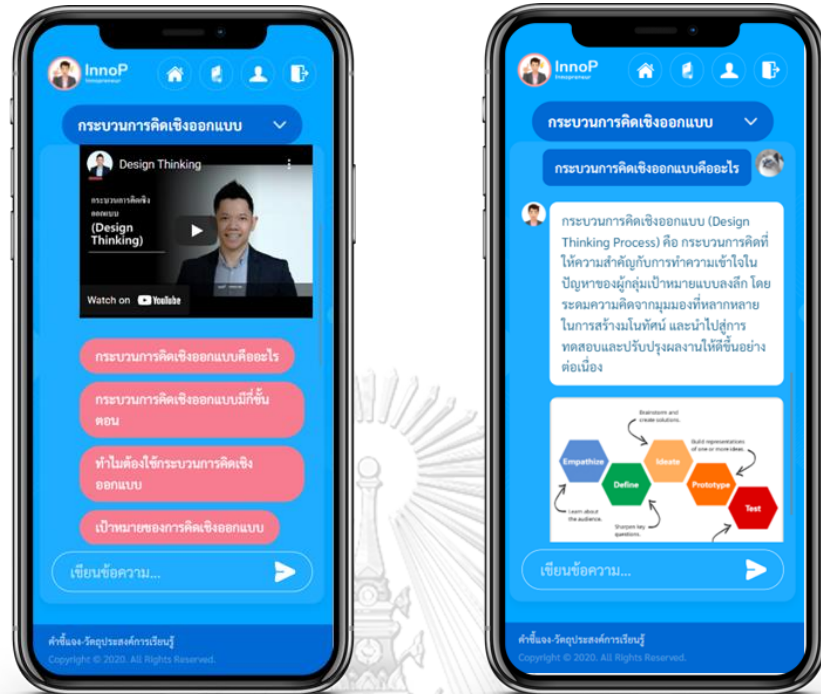 InnoP
Innopreneur
กระบวนการคิดเชิงออกแบบ
Design Thinking
กระบวนการคิดเชิง
ออกแบบ
(Design
Thinking)
Watch on YouTube
กระบวนการคิดเชิงออกแบบคืออะไร
กระบวนการคิดเชิงออกแบบมีกี่ขั้น
ตอน
ทำไมต้องใช้กระบวนการคิดเชิง
ออกแบบ
เป้าหมายของการคิดเชิงออกแบบ
เขียนข้อความ...
คำชี้แจง-วัตถุประสงค์การเรียนรู้
Copyright © 2020. All Rights Reserved.
InnoP
Innopreneur
กระบวนการคิดเชิงออกแบบ
กระบวนการคิดเชิงออกแบบคืออะไร
กระบวนการคิดเชิงออกแบบ (Design
Thinking Process) คือ กระบวนการคิดที่
ให้ความสำคัญกับการทำความเข้าใจใน
ปัญหาของผู้กลุ่มเป้าหมายแบบลงลึก โดย
ระดมความคิดจากมุมมองที่หลากหลาย
ในการสร้างมโนทัศน์ และนำไปสู่การ
ทดสอบและปรับปรุงผลงานให้ดีขึ้นอย่าง
ต่อเนื่อง
Brainstorm and
create solutions.
Build representations
of one or more ideas.
Empathize
Define
Ideate
Prototype
Test
Learn about
the audience.
Sharpen key
questions.
เขียนข้อความ...
คำชี้แจง-วัตถุประสงค์การเรียนรู้
Copyright © 2020. All Rights Reserved.